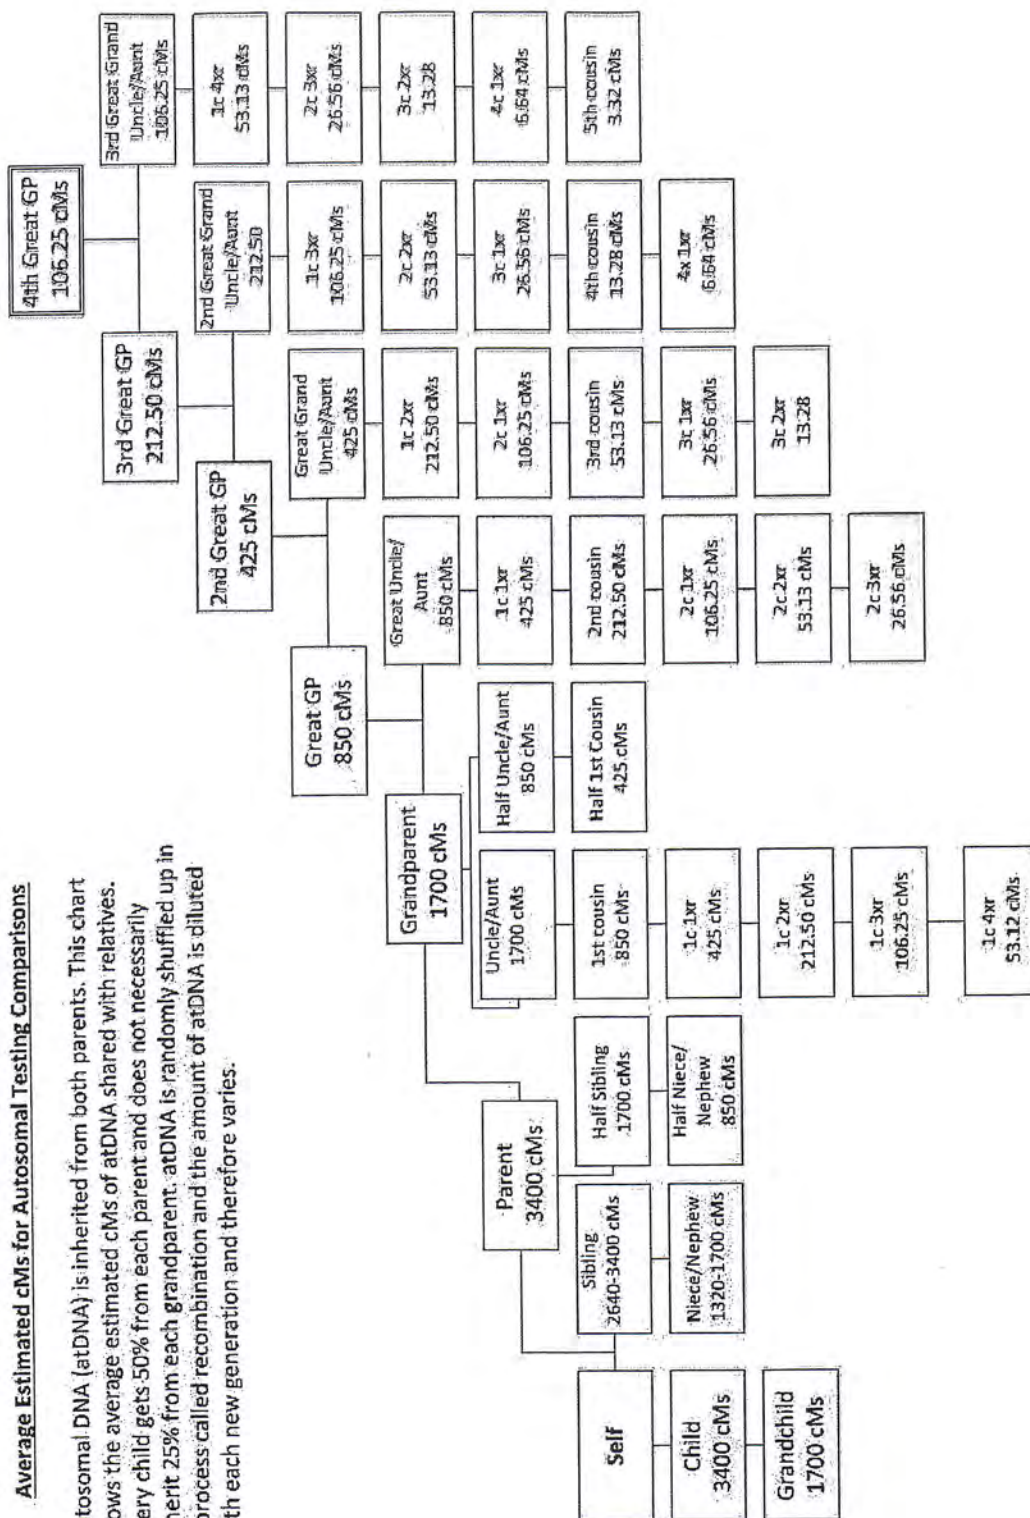 Average Estimated cMs for Autosomal Testing Comparisons
tosomal DNA (atDNA) is inherited from both parents. This chart
ows the average estimated cMs of atDNA shared with relatives.
ery child gets 50% from each parent and does not necessarily
herit 25% from each grandparent. atDNA is randomly shuffled up in
process called recombination and the amount of atDNA is diluted
th each new generation and therefore varies.
4th Great GP
106.25 cMs
3rd Great GP
212.50 cMs
3rd Great Grand
Uncle/Aunt
106.25 cMs
2nd Great GP
425 cMs
2nd Great Grand
Uncle/Aunt
212.50
1c 4xr
53.13 cMs
Great GP
850 cMs
Great Grand
Uncle/Aunt
425 cMs
1c 3xr
106.25 cMs
2c 3xr
26.56 cMs
Grandparent
1700 cMs
Great Uncle/
Aunt
850 cMs
1c 2xr
212.50 cMs
2c 2xr
53.13 cMs
3c 2xr
13.28
Parent
3400 cMs
Uncle/Aunt
1700 cMs
Half Uncle/Aunt
850 cMs
1c 1xr
425 cMs
2c 1xr
106.25 cMs
3c 1xr
26.56 cMs
4c 1xr
6.64 cMs
Self
Sibling
2640-3400 cMs
Half Sibling
1700 cMs
1st cousin
850 cMs
Half 1st Cousin
425 cMs
2nd cousin
212.50 cMs
3rd cousin
53.13 cMs
4th cousin
13.28 cMs
5th cousin
3.32 cMs
Child
3400 cMs
Niece/Nephew
1320-1700 cMs
Half Niece/
Nephew
850 cMs
1c 1xr
425 cMs
2c 1xr
106.25 cMs
3c 1xr
26.56 cMs
4x 1xr
6.64 cMs
Grandchild
1700 cMs
1c 2xr
212.50 cMs
2c 2xr
53.13 cMs
3c 2xr
13.28
1c 3xr
106.25 cMs
2c 3xr
26.56 cMs
1c 4xr
53.12 cMs